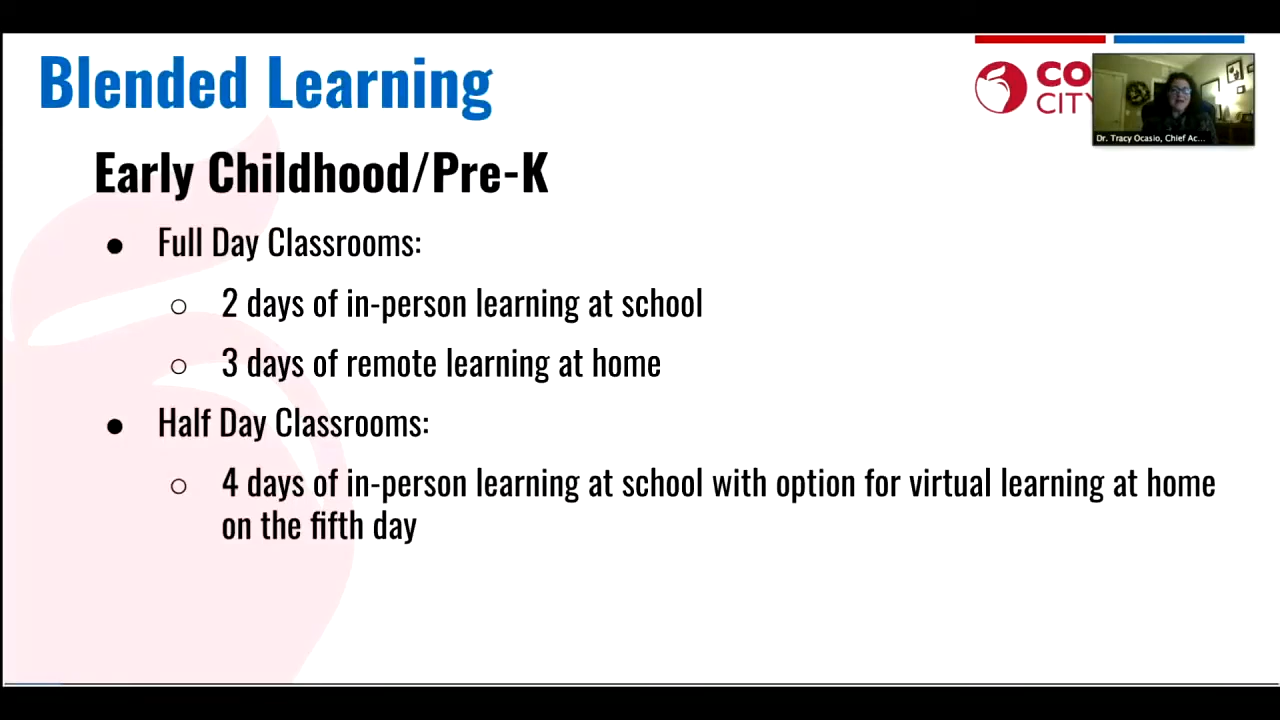 Blended Learning
CO
CITY
Dr. Tracy Ocasio, Chief Ac...
Early Childhood/Pre-K
● Full Day Classrooms:
○ 2 days of in-person learning at school
○ 3 days of remote learning at home
● Half Day Classrooms:
○ 4 days of in-person learning at school with option for virtual learning at home
on the fifth day